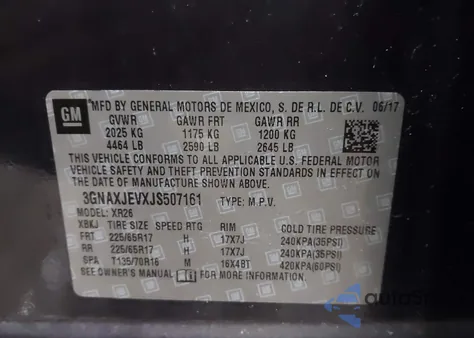 GM
MFD BY GENERAL MOTORS DE MEXICO, S. DE R.L. DE C.V. 06/17
GVWR GAWR FRT GAWR RR
2025 KG 1175 KG 1200 KG
4464 LB 2590 LB 2645 LB
THIS VEHICLE CONFORMS TO ALL APPLICABLE U.S. FEDERAL MOTOR
VEHICLE SAFETY AND THEFT PREVENTION STANDARDS IN EFFECT ON
THE DATE OF MANUFACTURE SHOWN ABOVE.
3GNAXJEVXJS507161 TYPE: M.P.V.
MODEL: XR26
XBKJ TIRE SIZE SPEED RTG RIM COLD TIRE PRESSURE
FRT 225/65R17 H 17X7J 240KPA(35PSI)
RR 225/65R17 H 17X7J 240KPA(35PSI)
SPA T135/70R16 M 16X4BT 420KPA(60PSI)
SEE OWNER'S MANUAL FOR MORE INFORMATION.